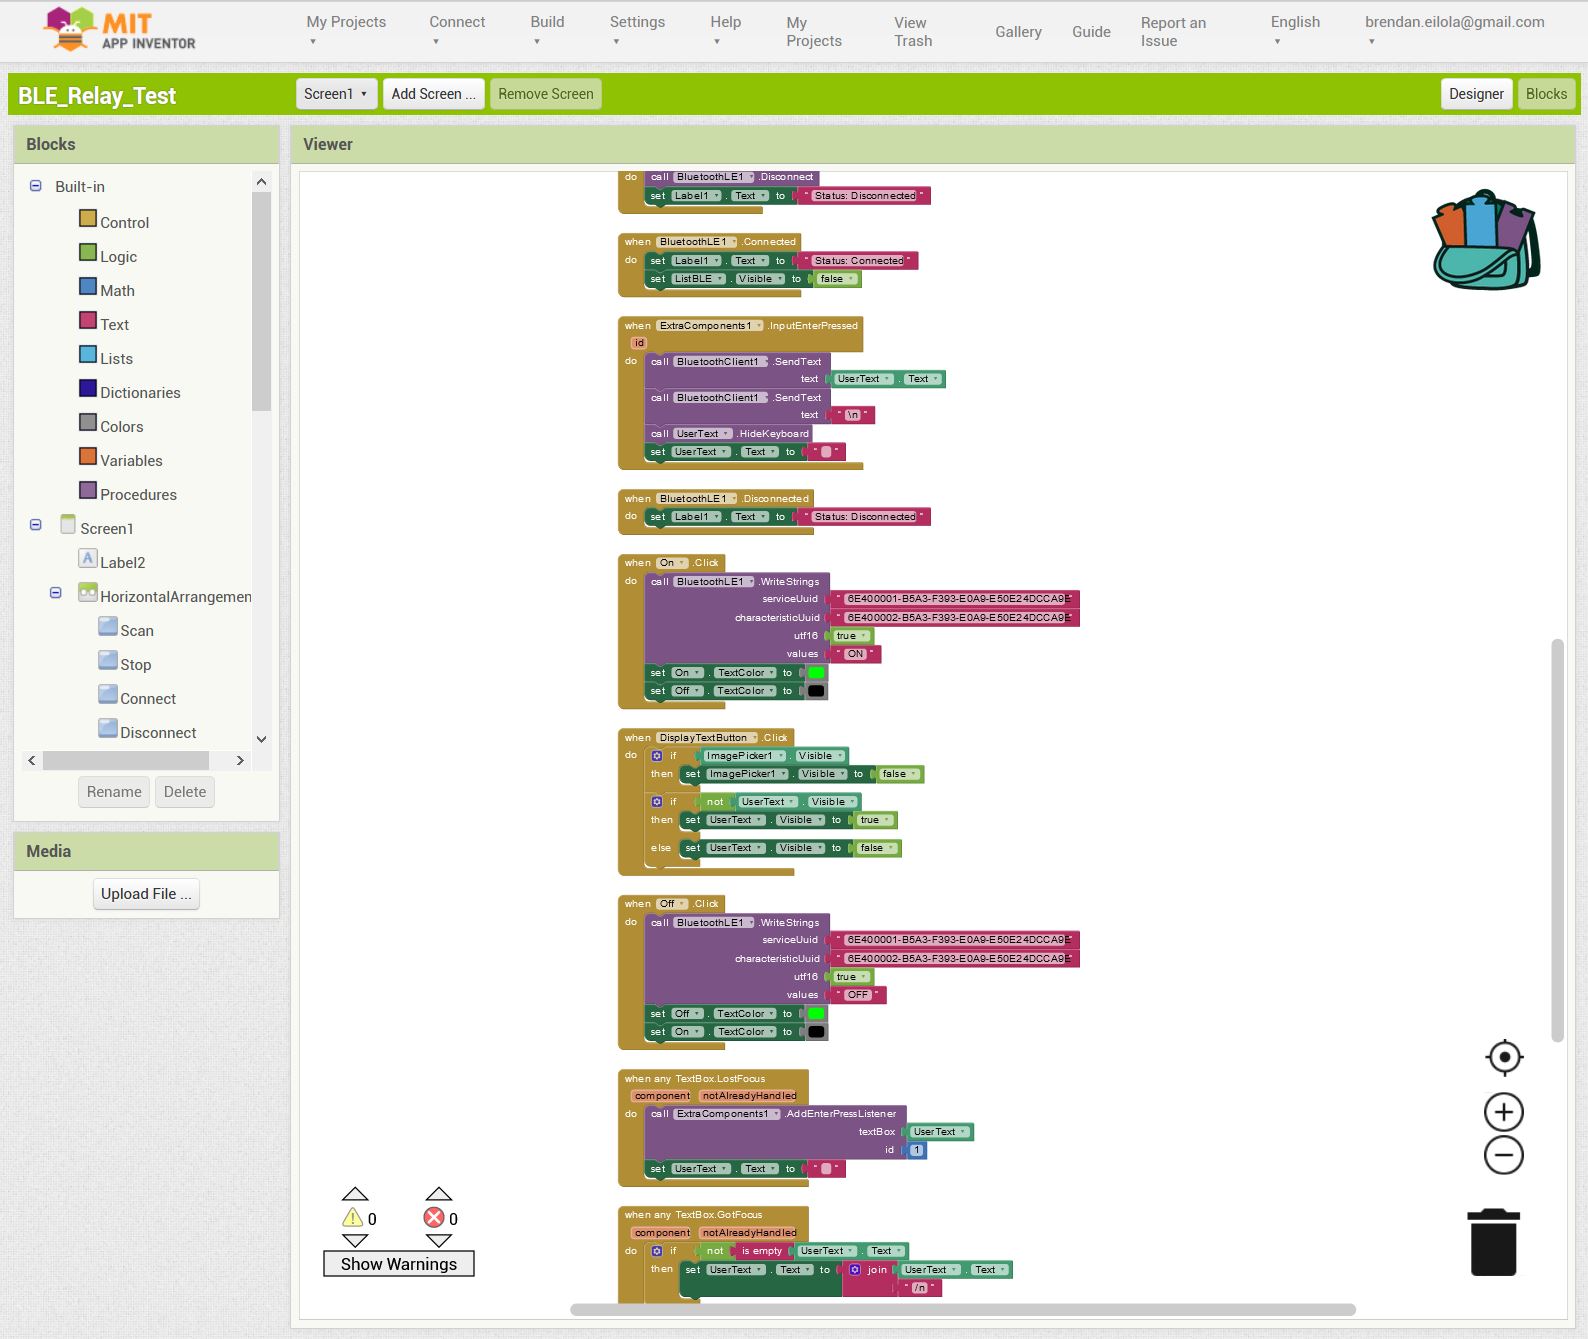 MIT
APP INVENTOR
My Projects
Connect
Build
Settings
Help
My Projects
View Trash
Gallery
Guide
Report an Issue
English
brendan.eilola@gmail.com
BLE_Relay_Test
Screen1
Add Screen ...
Remove Screen
Designer
Blocks
Blocks
Built-in
Control
Logic
Math
Text
Lists
Dictionaries
Colors
Variables
Procedures
Screen1
Label2
HorizontalArrangemen
Scan
Stop
Connect
Disconnect
Rename
Delete
Media
Upload File ...
Viewer
do call BluetoothLE1 .Disconnect
set Label1 . Text to " Status: Disconnected "
when BluetoothLE1 .Connected
do set Label1 . Text to " Status: Connected "
set ListBLE . Visible to false
when ExtraComponents1 .InputEnterPressed
id
do call BluetoothClient1 .SendText
text UserText . Text
call BluetoothClient1 .SendText
text " \n "
call UserText .HideKeyboard
set UserText . Text to " "
when BluetoothLE1 .Disconnected
do set Label1 . Text to " Status: Disconnected "
when On .Click
do call BluetoothLE1 .WriteStrings
serviceUuid " 6E400001-B5A3-F393-E0A9-E50E24DCCA9E "
characteristicUuid " 6E400002-B5A3-F393-E0A9-E50E24DCCA9E "
utf16 true
values " ON "
set On . TextColor to
set Off . TextColor to
when DisplayTextButton .Click
do if ImagePicker1 . Visible
then set ImagePicker1 . Visible to false
if not UserText . Visible
then set UserText . Visible to true
else set UserText . Visible to false
when Off .Click
do call BluetoothLE1 .WriteStrings
serviceUuid " 6E400001-B5A3-F393-E0A9-E50E24DCCA9E "
characteristicUuid " 6E400002-B5A3-F393-E0A9-E50E24DCCA9E "
utf16 true
values " OFF "
set Off . TextColor to
set On . TextColor to
when any TextBox.LostFocus
component notAlreadyHandled
do call ExtraComponents1 .AddEnterPressListener
textBox UserText
id 1
set UserText . Text to " "
when any TextBox.GotFocus
component notAlreadyHandled
do if not is empty UserText . Text
then set UserText . Text to join UserText . Text
" /n "
0
0
Show Warnings